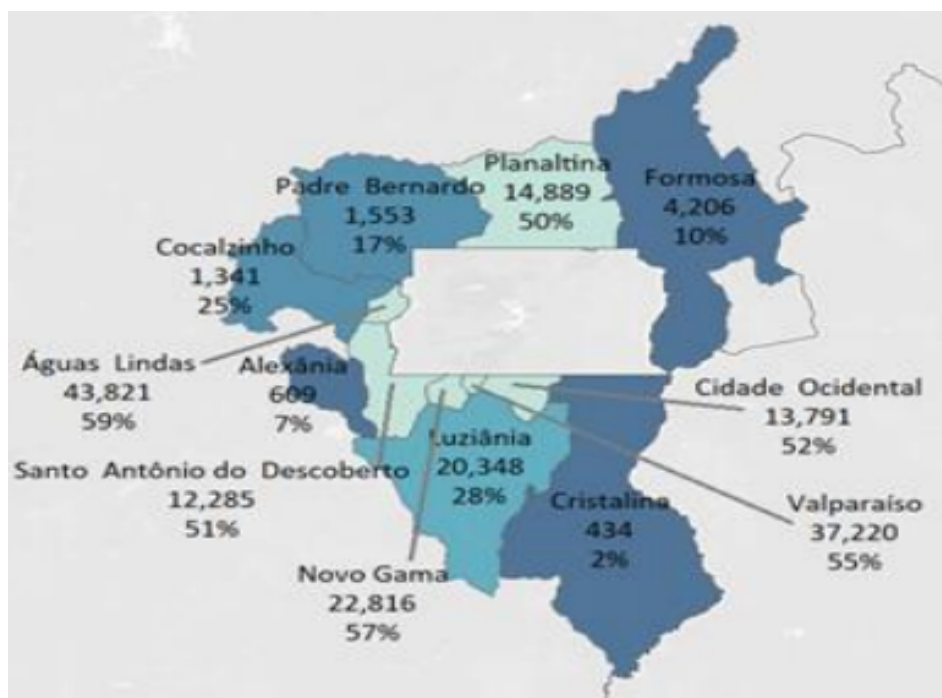 Planaltina
14,889
50%
Formosa
4,206
10%
Padre Bernardo
1,553
17%
Cocalzinho
1,341
25%
Águas Lindas
43,821
59%
Alexânia
609
7%
Cidade Ocidental
13,791
52%
Luziânia
20,348
28%
Santo Antônio do Descoberto
12,285
51%
Cristalina
434
2%
Valparaíso
37,220
55%
Novo Gama
22,816
57%